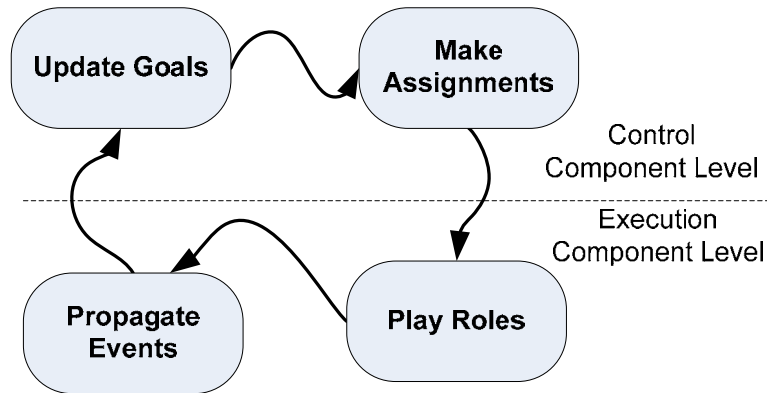 Update Goals
Make
Assignments
Control
Component Level
Execution
Component Level
Propagate
Events
Play Roles